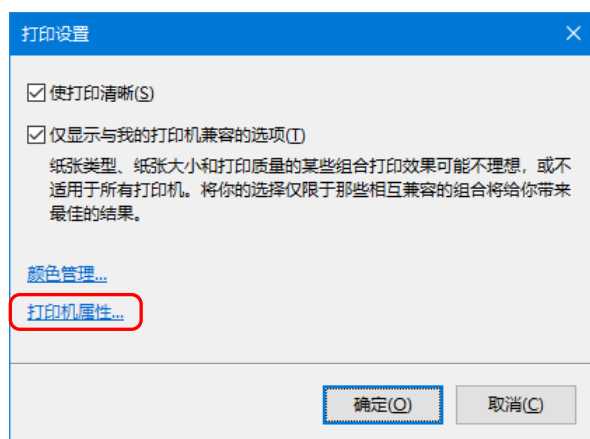 打印设置
使打印清晰(S)
仅显示与我的打印机兼容的选项(T)
纸张类型、纸张大小和打印质量的某些组合打印效果可能不理想，或不
适用于所有打印机。将你的选择仅限于那些相互兼容的组合将给你带来
最佳的结果。
颜色管理...
打印机属性...
确定(O)
取消(C)